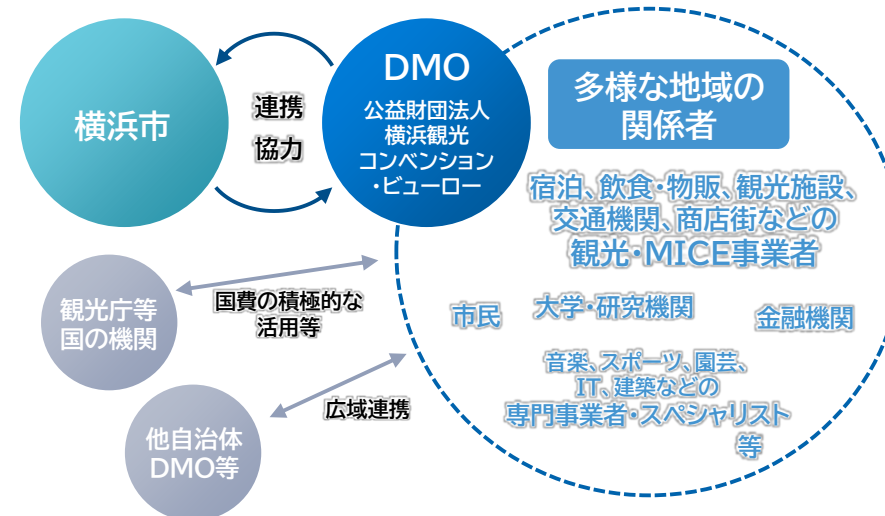 横浜市
連携
協力
DMO
公益財団法人
横浜観光
コンベンション
・ビューロー
多様な地域の
関係者
宿泊、飲食・物販、観光施設、
交通機関、商店街などの
観光・MICE事業者
市民
大学・研究機関
金融機関
音楽、スポーツ、園芸、
IT、建築などの
専門事業者・スペシャリスト
等
観光庁等
国の機関
国費の積極的な
活用等
広域連携
他自治体
DMO等